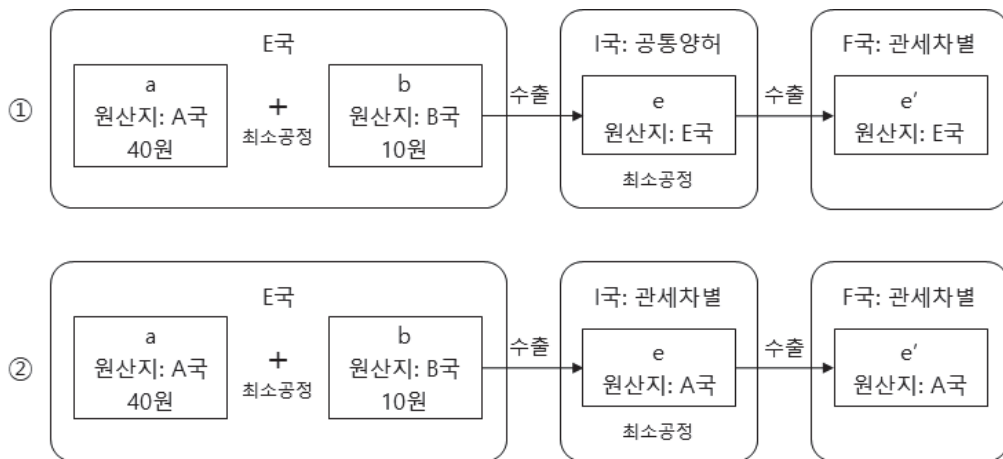 ①
E국
a
원산지: A국
40원
+
최소공정
b
원산지: B국
10원
수출
I국: 공통양허
e
원산지: E국
최소공정
수출
F국: 관세차별
e′
원산지: E국
②
E국
a
원산지: A국
40원
+
최소공정
b
원산지: B국
10원
수출
I국: 관세차별
e
원산지: A국
최소공정
수출
F국: 관세차별
e′
원산지: A국